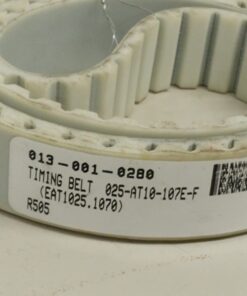 013-001-0280
TIMING BELT 025-AT10-107E-F
(EAT1025.1070)
R505